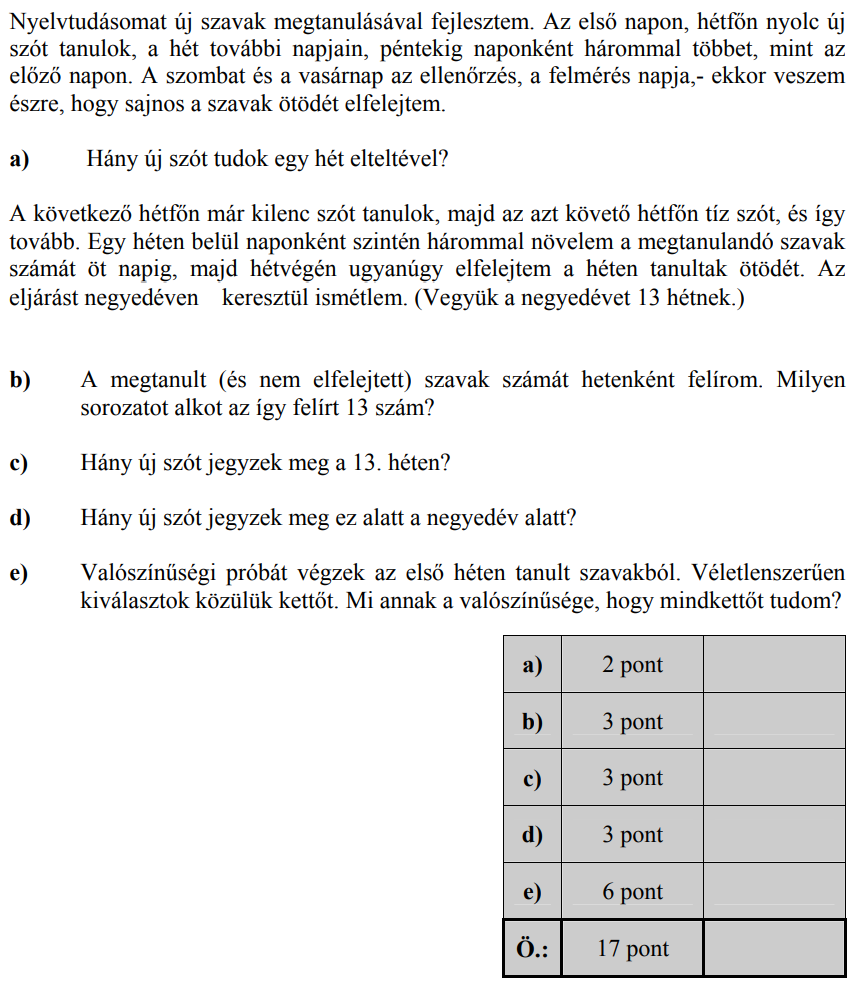 Nyelvtudásomat új szavak megtanulásával fejlesztem. Az első napon, hétfőn nyolc új
szót tanulok, a hét további napjain, péntekig naponként hárommal többet, mint az
előző napon. A szombat és a vasárnap az ellenőrzés, a felmérés napja,- ekkor veszem
észre, hogy sajnos a szavak ötödét elfelejtem.
a) Hány új szót tudok egy hét elteltével?
A következő hétfőn már kilenc szót tanulok, majd az azt követő hétfőn tíz szót, és így
tovább. Egy héten belül naponként szintén hárommal növelem a megtanulandó szavak
számát öt napig, majd hétvégén ugyanúgy elfelejtem a héten tanultak ötödét. Az
eljárást negyedéven keresztül ismétlem. (Vegyük a negyedévet 13 hétnek.)
b) A megtanult (és nem elfelejtett) szavak számát hetenként felírom. Milyen
sorozatot alkot az így felírt 13 szám?
c) Hány új szót jegyzek meg a 13. héten?
d) Hány új szót jegyzek meg ez alatt a negyedév alatt?
e) Valószínűségi próbát végzek az első héten tanult szavakból. Véletlenszerűen
kiválasztok közülük kettőt. Mi annak a valószínűsége, hogy mindkettőt tudom?
a) 2 pont
b) 3 pont
c) 3 pont
d) 3 pont
e) 6 pont
Ö.: 17 pont